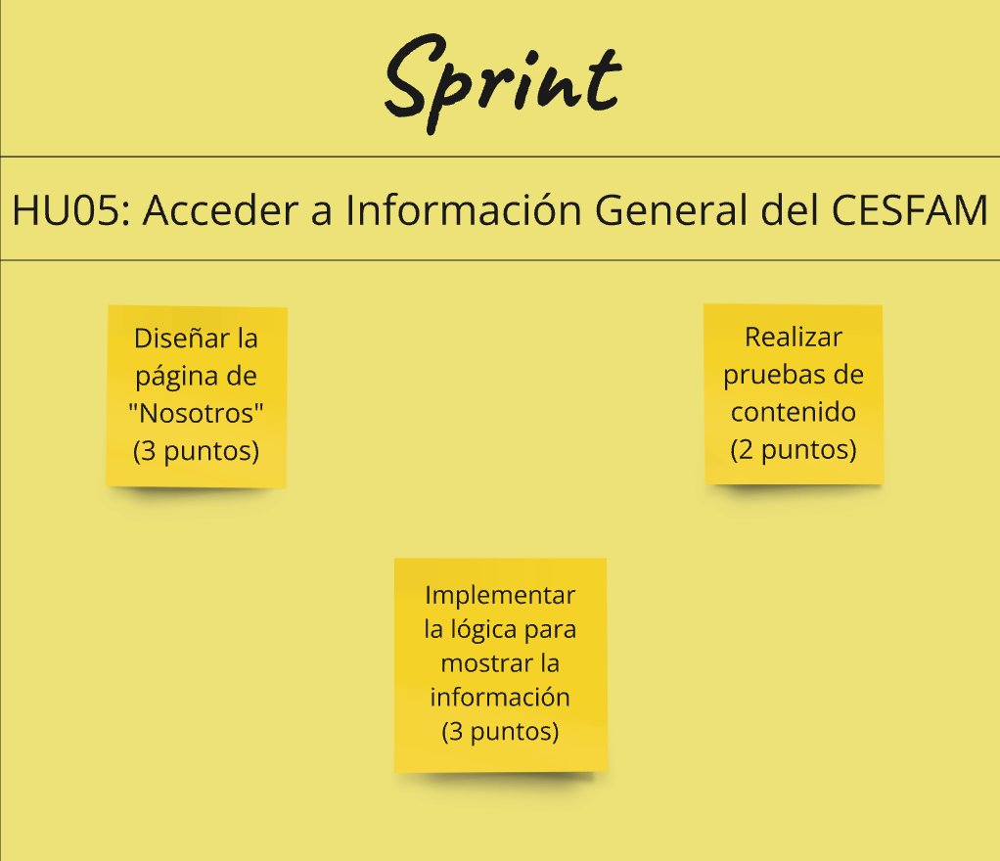 Sprint
HU05: Acceder a Información General del CESFAM
Diseñar la
página de
"Nosotros"
(3 puntos)
Realizar
pruebas de
contenido
(2 puntos)
Implementar
la lógica para
mostrar la
información
(3 puntos)